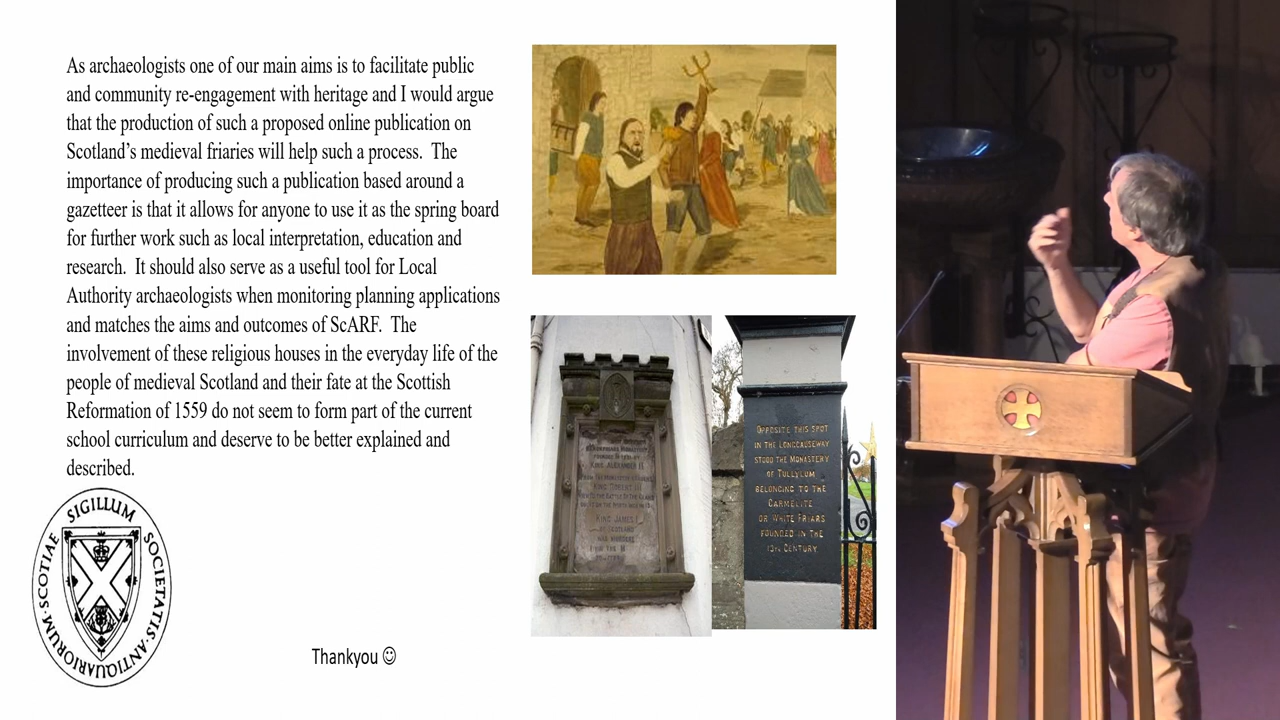 As archaeologists one of our main aims is to facilitate public
and community re-engagement with heritage and I would argue
that the production of such a proposed online publication on
Scotland's medieval friaries will help such a process.  The
importance of producing such a publication based around a
gazetteer is that it allows for anyone to use it as the spring board
for further work such as local interpretation, education and
research.  It should also serve as a useful tool for Local
Authority archaeologists when monitoring planning applications
and matches the aims and outcomes of ScARF.  The
involvement of these religious houses in the everyday life of the
people of medieval Scotland and their fate at the Scottish
Reformation of 1559 do not seem to form part of the current
school curriculum and deserve to be better explained and
described.
SIGILLUM SOCIETATIS·ANTIQUARIORUM·SCOTIAE
Thankyou ☺
KING ALEXANDER II
KING ROBERT III
KING JAMES I
OF SCOTLAND
WAS
OPPOSITE THIS SPOT
IN THE LONGCAUSEWAY
STOOD THE MONASTERY
OF TULLYLUM
BELONGING TO THE
CARMELITE
OR WHITE FRIARS
FOUNDED IN THE
13TH CENTURY